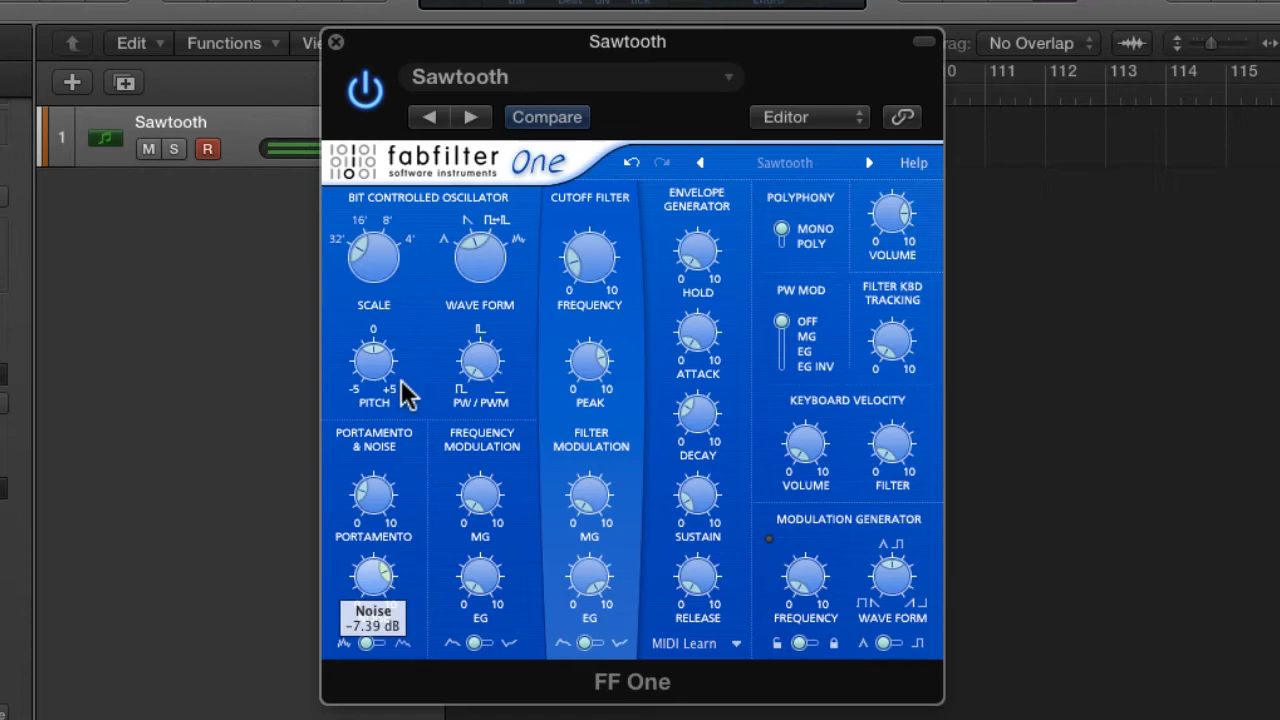 Sawtooth
Edit
Functions
No Overlap
111 112 113 114 115
Sawtooth
Compare
Editor
1
Sawtooth
M S R
fabfilter One
software instruments
Sawtooth
Help
BIT CONTROLLED OSCILLATOR
CUTOFF FILTER
ENVELOPE
GENERATOR
POLYPHONY
MONO
POLY
0 10
VOLUME
32' 16' 8' 4'
SCALE
WAVE FORM
0 10
FREQUENCY
0 10
HOLD
PW MOD
OFF
MG
EG
EG INV
FILTER KBD
TRACKING
0 10
0
-5 +5
PITCH
PW / PWM
0 10
PEAK
0 10
ATTACK
0 10
DECAY
KEYBOARD VELOCITY
0 10
VOLUME
0 10
FILTER
PORTAMENTO
& NOISE
FREQUENCY
MODULATION
FILTER
MODULATION
0 10
PORTAMENTO
0 10
MG
0 10
MG
0 10
SUSTAIN
MODULATION GENERATOR
Noise
-7.39 dB
0 10
EG
0 10
EG
0 10
RELEASE
0 10
FREQUENCY
WAVE FORM
MIDI Learn
FF One